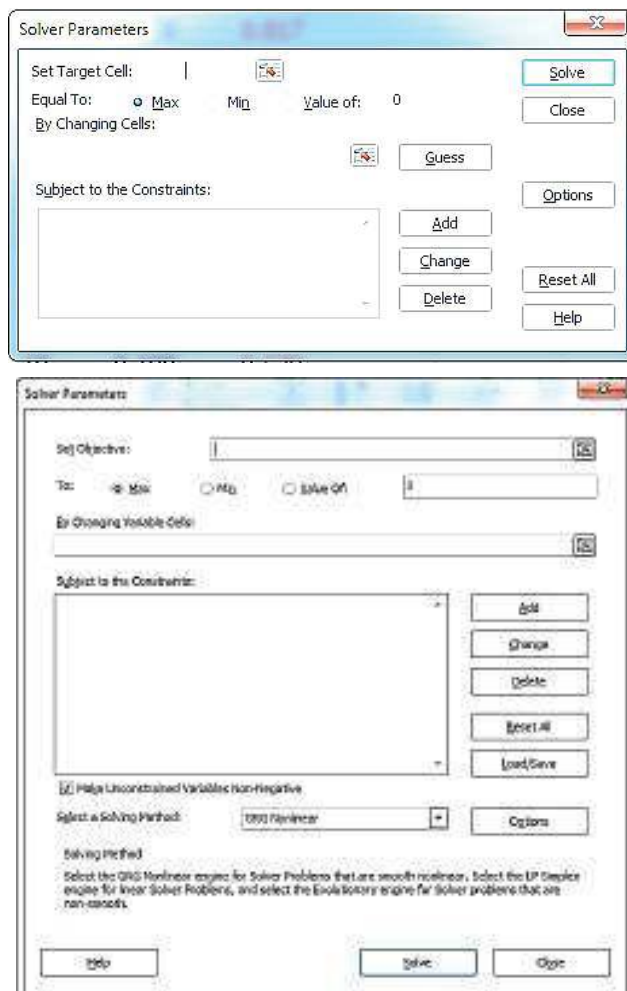 Solver Parameters
0.817
Set Target Cell:
Solve
Equal To: Max Min Value of: 0
Close
By Changing Cells:
Guess
Subject to the Constraints:
Options
Add
Change
Reset All
Delete
Help
Solver Parameters
Set Objective:
To: Max Min Value Of: 0
By Changing Variable Cells:
Subject to the Constraints:
Add
Change
Delete
Reset All
Load/Save
Make Unconstrained Variables Non-Negative
Select a Solving Method: GRG Nonlinear Options
Solving Method
Select the GRG Nonlinear engine for Solver Problems that are smooth nonlinear. Select the LP Simplex
engine for linear Solver Problems, and select the Evolutionary engine for Solver problems that are
non-smooth.
Help Solve Close